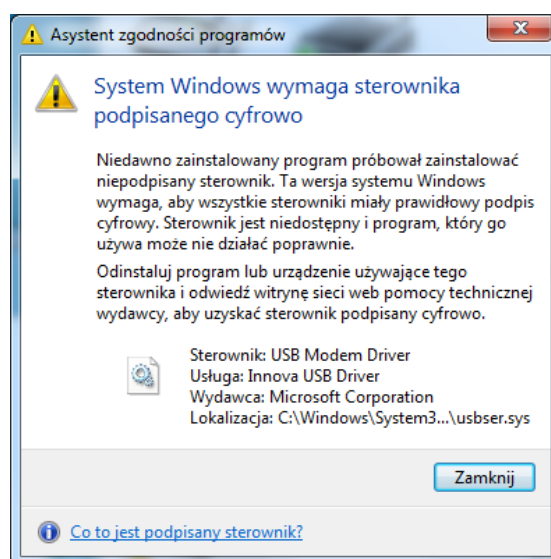 Asystent zgodności programów
System Windows wymaga sterownika
podpisanego cyfrowo
Niedawno zainstalowany program próbował zainstalować
niepodpisany sterownik. Ta wersja systemu Windows
wymaga, aby wszystkie sterowniki miały prawidłowy podpis
cyfrowy. Sterownik jest niedostępny i program, który go
używa może nie działać poprawnie.
Odinstaluj program lub urządzenie używające tego
sterownika i odwiedź witrynę sieci web pomocy technicznej
wydawcy, aby uzyskać sterownik podpisany cyfrowo.
Sterownik: USB Modem Driver
Usługa: Innova USB Driver
Wydawca: Microsoft Corporation
Lokalizacja: C:\Windows\System3...\usbser.sys
Zamknij
Co to jest podpisany sterownik?